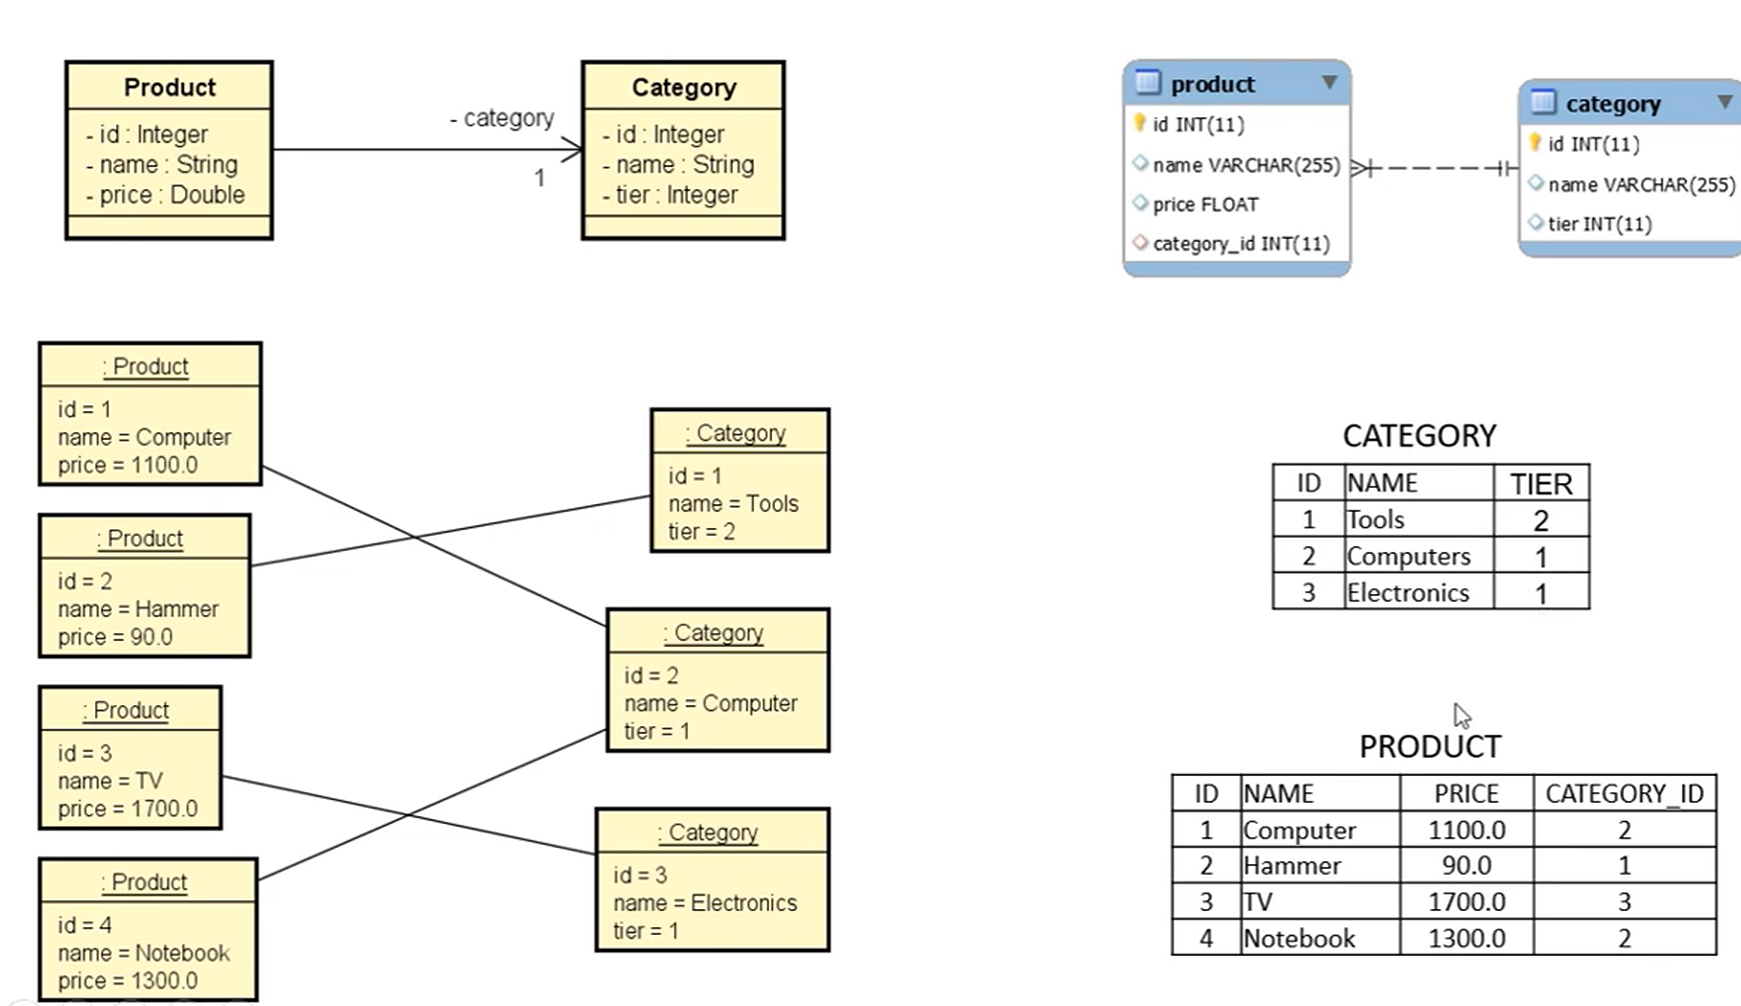 Product
- id : Integer
- name : String
- price : Double
- category
1
Category
- id : Integer
- name : String
- tier : Integer
product
id INT(11)
name VARCHAR(255)
price FLOAT
category_id INT(11)
category
id INT(11)
name VARCHAR(255)
tier INT(11)
: Product
id = 1
name = Computer
price = 1100.0
: Product
id = 2
name = Hammer
price = 90.0
: Product
id = 3
name = TV
price = 1700.0
: Product
id = 4
name = Notebook
price = 1300.0
: Category
id = 1
name = Tools
tier = 2
: Category
id = 2
name = Computer
tier = 1
: Category
id = 3
name = Electronics
tier = 1
CATEGORY
ID NAME TIER
1 Tools 2
2 Computers 1
3 Electronics 1
PRODUCT
ID NAME PRICE CATEGORY_ID
1 Computer 1100.0 2
2 Hammer 90.0 1
3 TV 1700.0 3
4 Notebook 1300.0 2